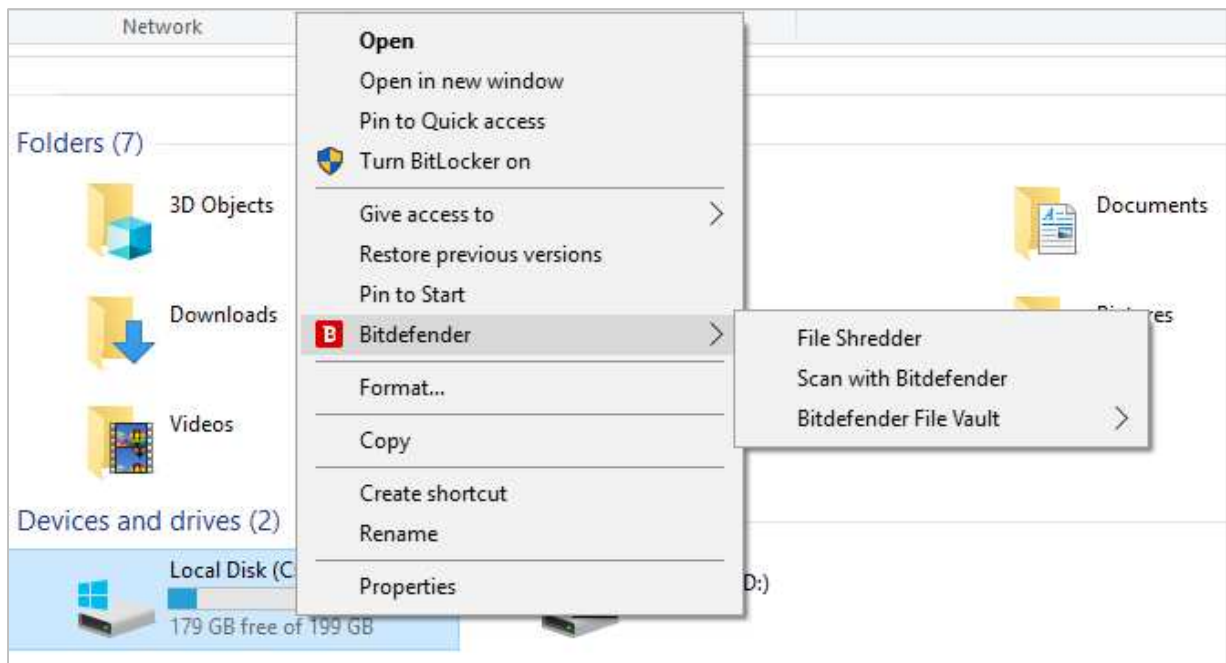 Network
Folders (7)
3D Objects
Downloads
Videos
Devices and drives (2)
Local Disk (C
179 GB free of 199 GB
Open
Open in new window
Pin to Quick access
Turn BitLocker on
Give access to
Restore previous versions
Pin to Start
B Bitdefender
Format...
Copy
Create shortcut
Rename
Properties
File Shredder
Scan with Bitdefender
Bitdefender File Vault
Documents
D:)